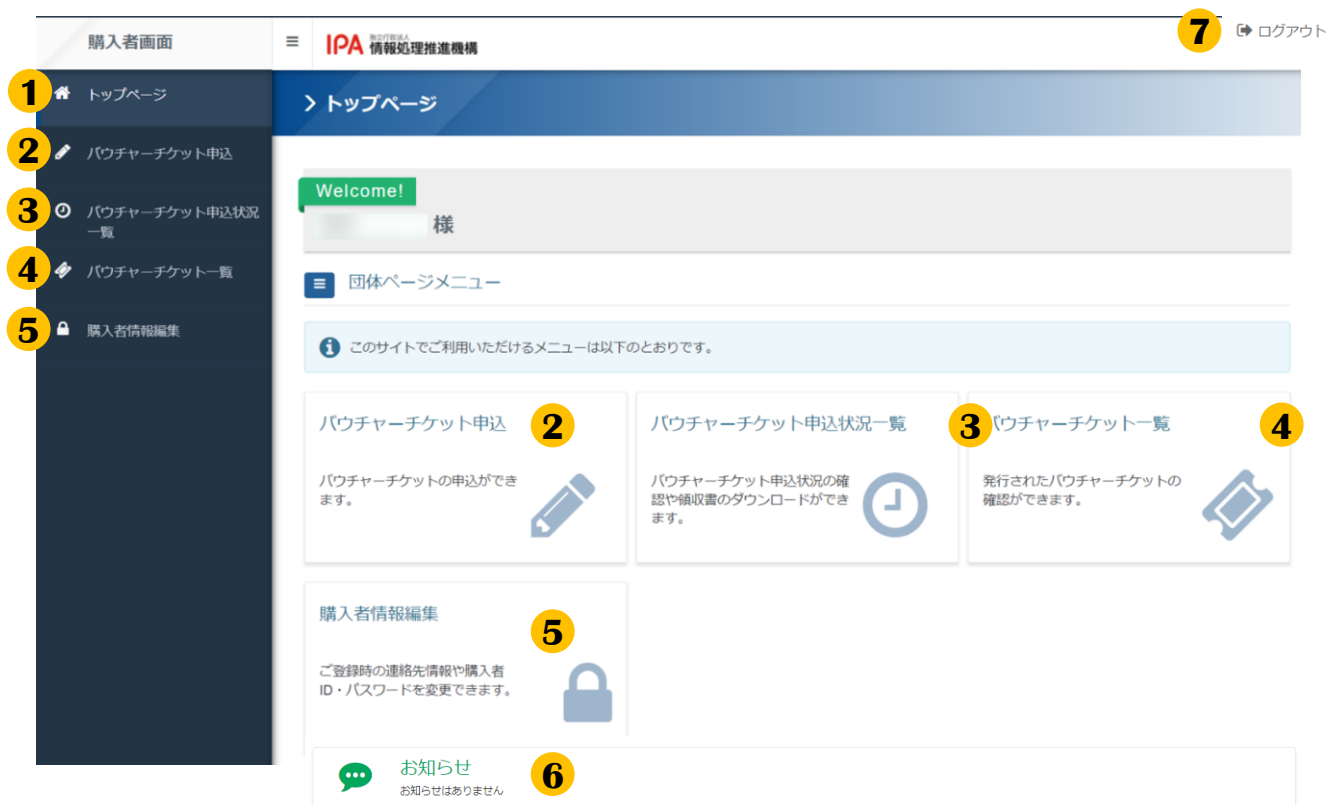 購入者画面
IPA 独立行政法人
情報処理推進機構
7 ログアウト
1 トップページ
2 バウチャーチケット申込
3 バウチャーチケット申込状況
一覧
4 バウチャーチケット一覧
5 購入者情報編集
トップページ
Welcome!
様
団体ページメニュー
このサイトでご利用いただけるメニューは以下のとおりです。
バウチャーチケット申込 2
バウチャーチケットの申込ができ
ます。
バウチャーチケット申込状況一覧 3
バウチャーチケット申込状況の確
認や領収書のダウンロードができ
ます。
バウチャーチケット一覧 4
発行されたバウチャーチケットの
確認ができます。
購入者情報編集 5
ご登録時の連絡先情報や購入者
ID・パスワードを変更できます。
お知らせ 6
お知らせはありません